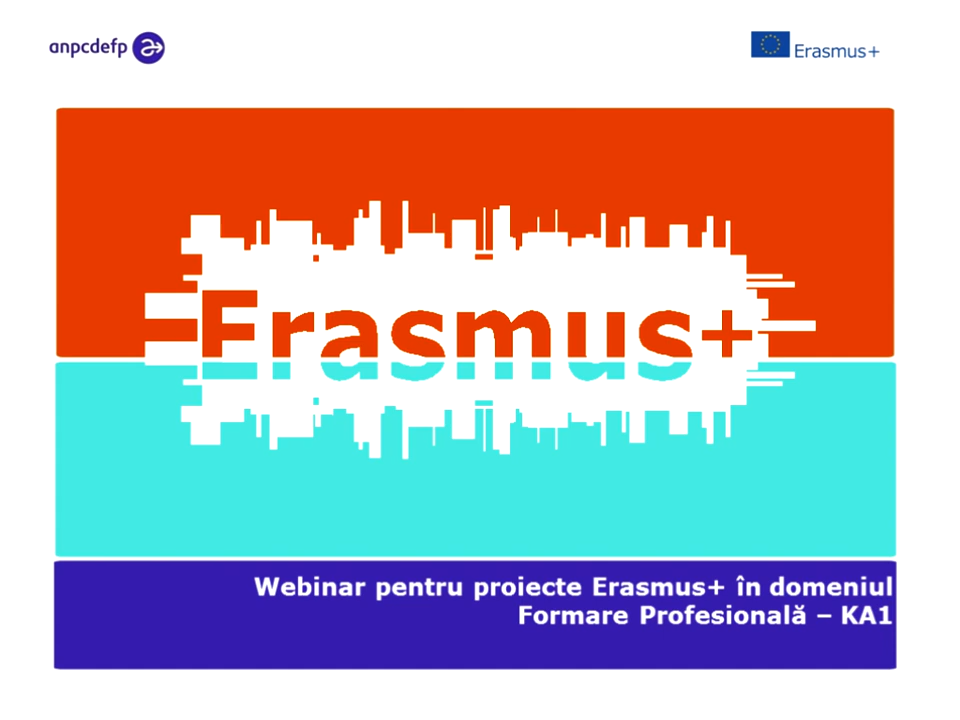 anpcdefp
Erasmus+
Erasmus+
Webinar pentru proiecte Erasmus+ în domeniul
Formare Profesională – KA1